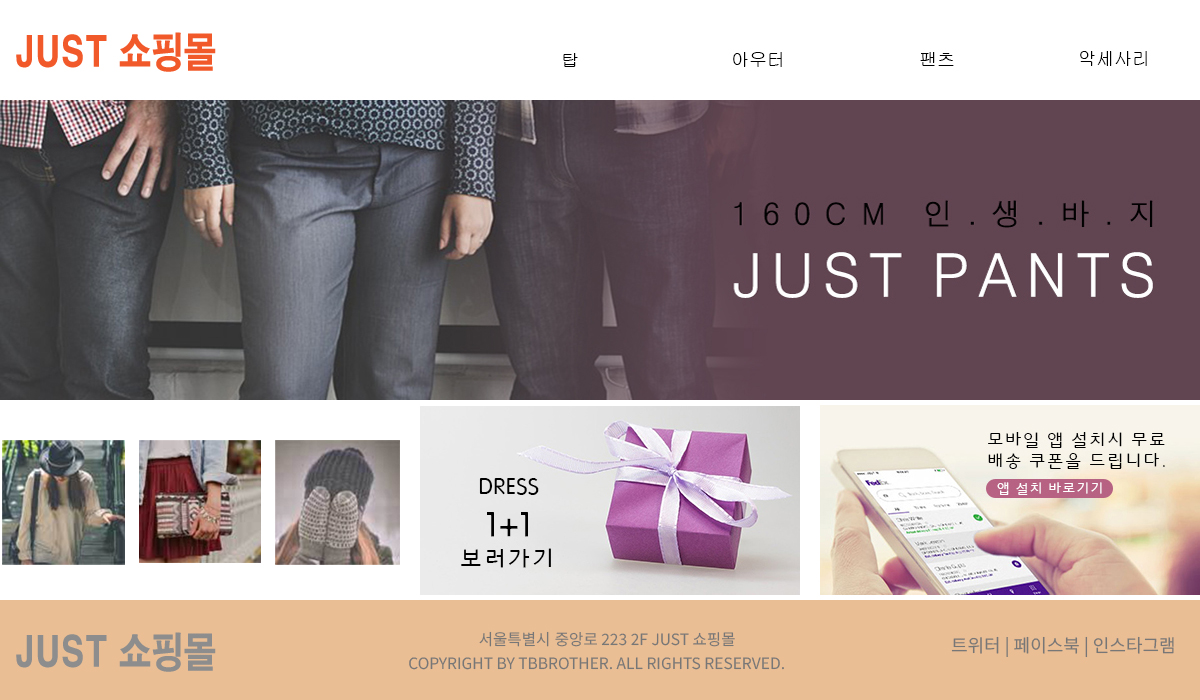 JUST 쇼핑몰
탑
아우터
팬츠
악세사리
160CM 인.생.바.지
JUST PANTS
DRESS
1+1
보러가기
모바일 앱 설치시 무료
배송 쿠폰을 드립니다.
앱 설치 바로기기
FedEx
JUST 쇼핑몰
서울특별시 중앙로 223 2F JUST 쇼핑몰
COPYRIGHT BY TBBROTHER. ALL RIGHTS RESERVED.
트위터 | 페이스북 | 인스타그램